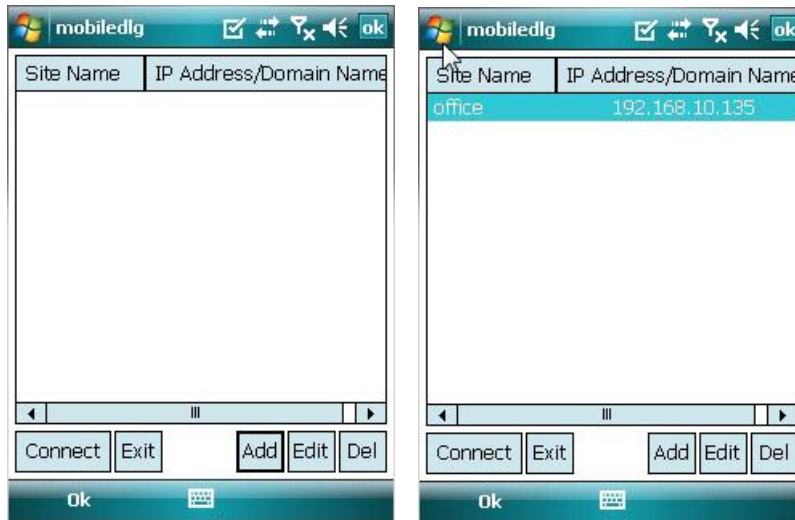 mobiledlg ok
Site Name IP Address/Domain Name
Connect Exit Add Edit Del
Ok
mobiledlg ok
Site Name IP Address/Domain Name
office 192.168.10.135
Connect Exit Add Edit Del
Ok